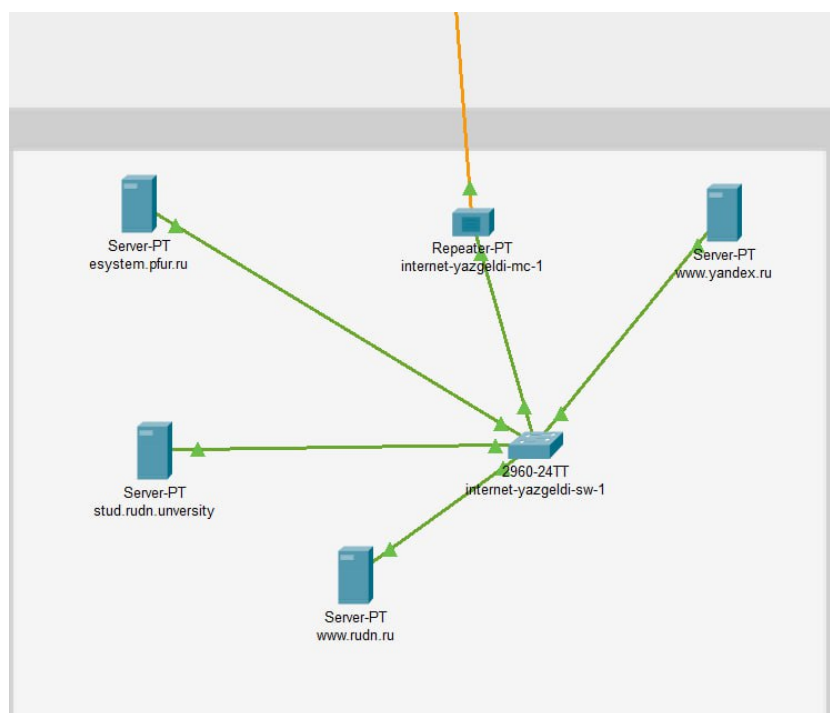 Server-PT
esystem.pfur.ru
Repeater-PT
internet-yazgeldi-mc-1
Server-PT
www.yandex.ru
2960-24TT
internet-yazgeldi-sw-1
Server-PT
stud.rudn.unversity
Server-PT
www.rudn.ru